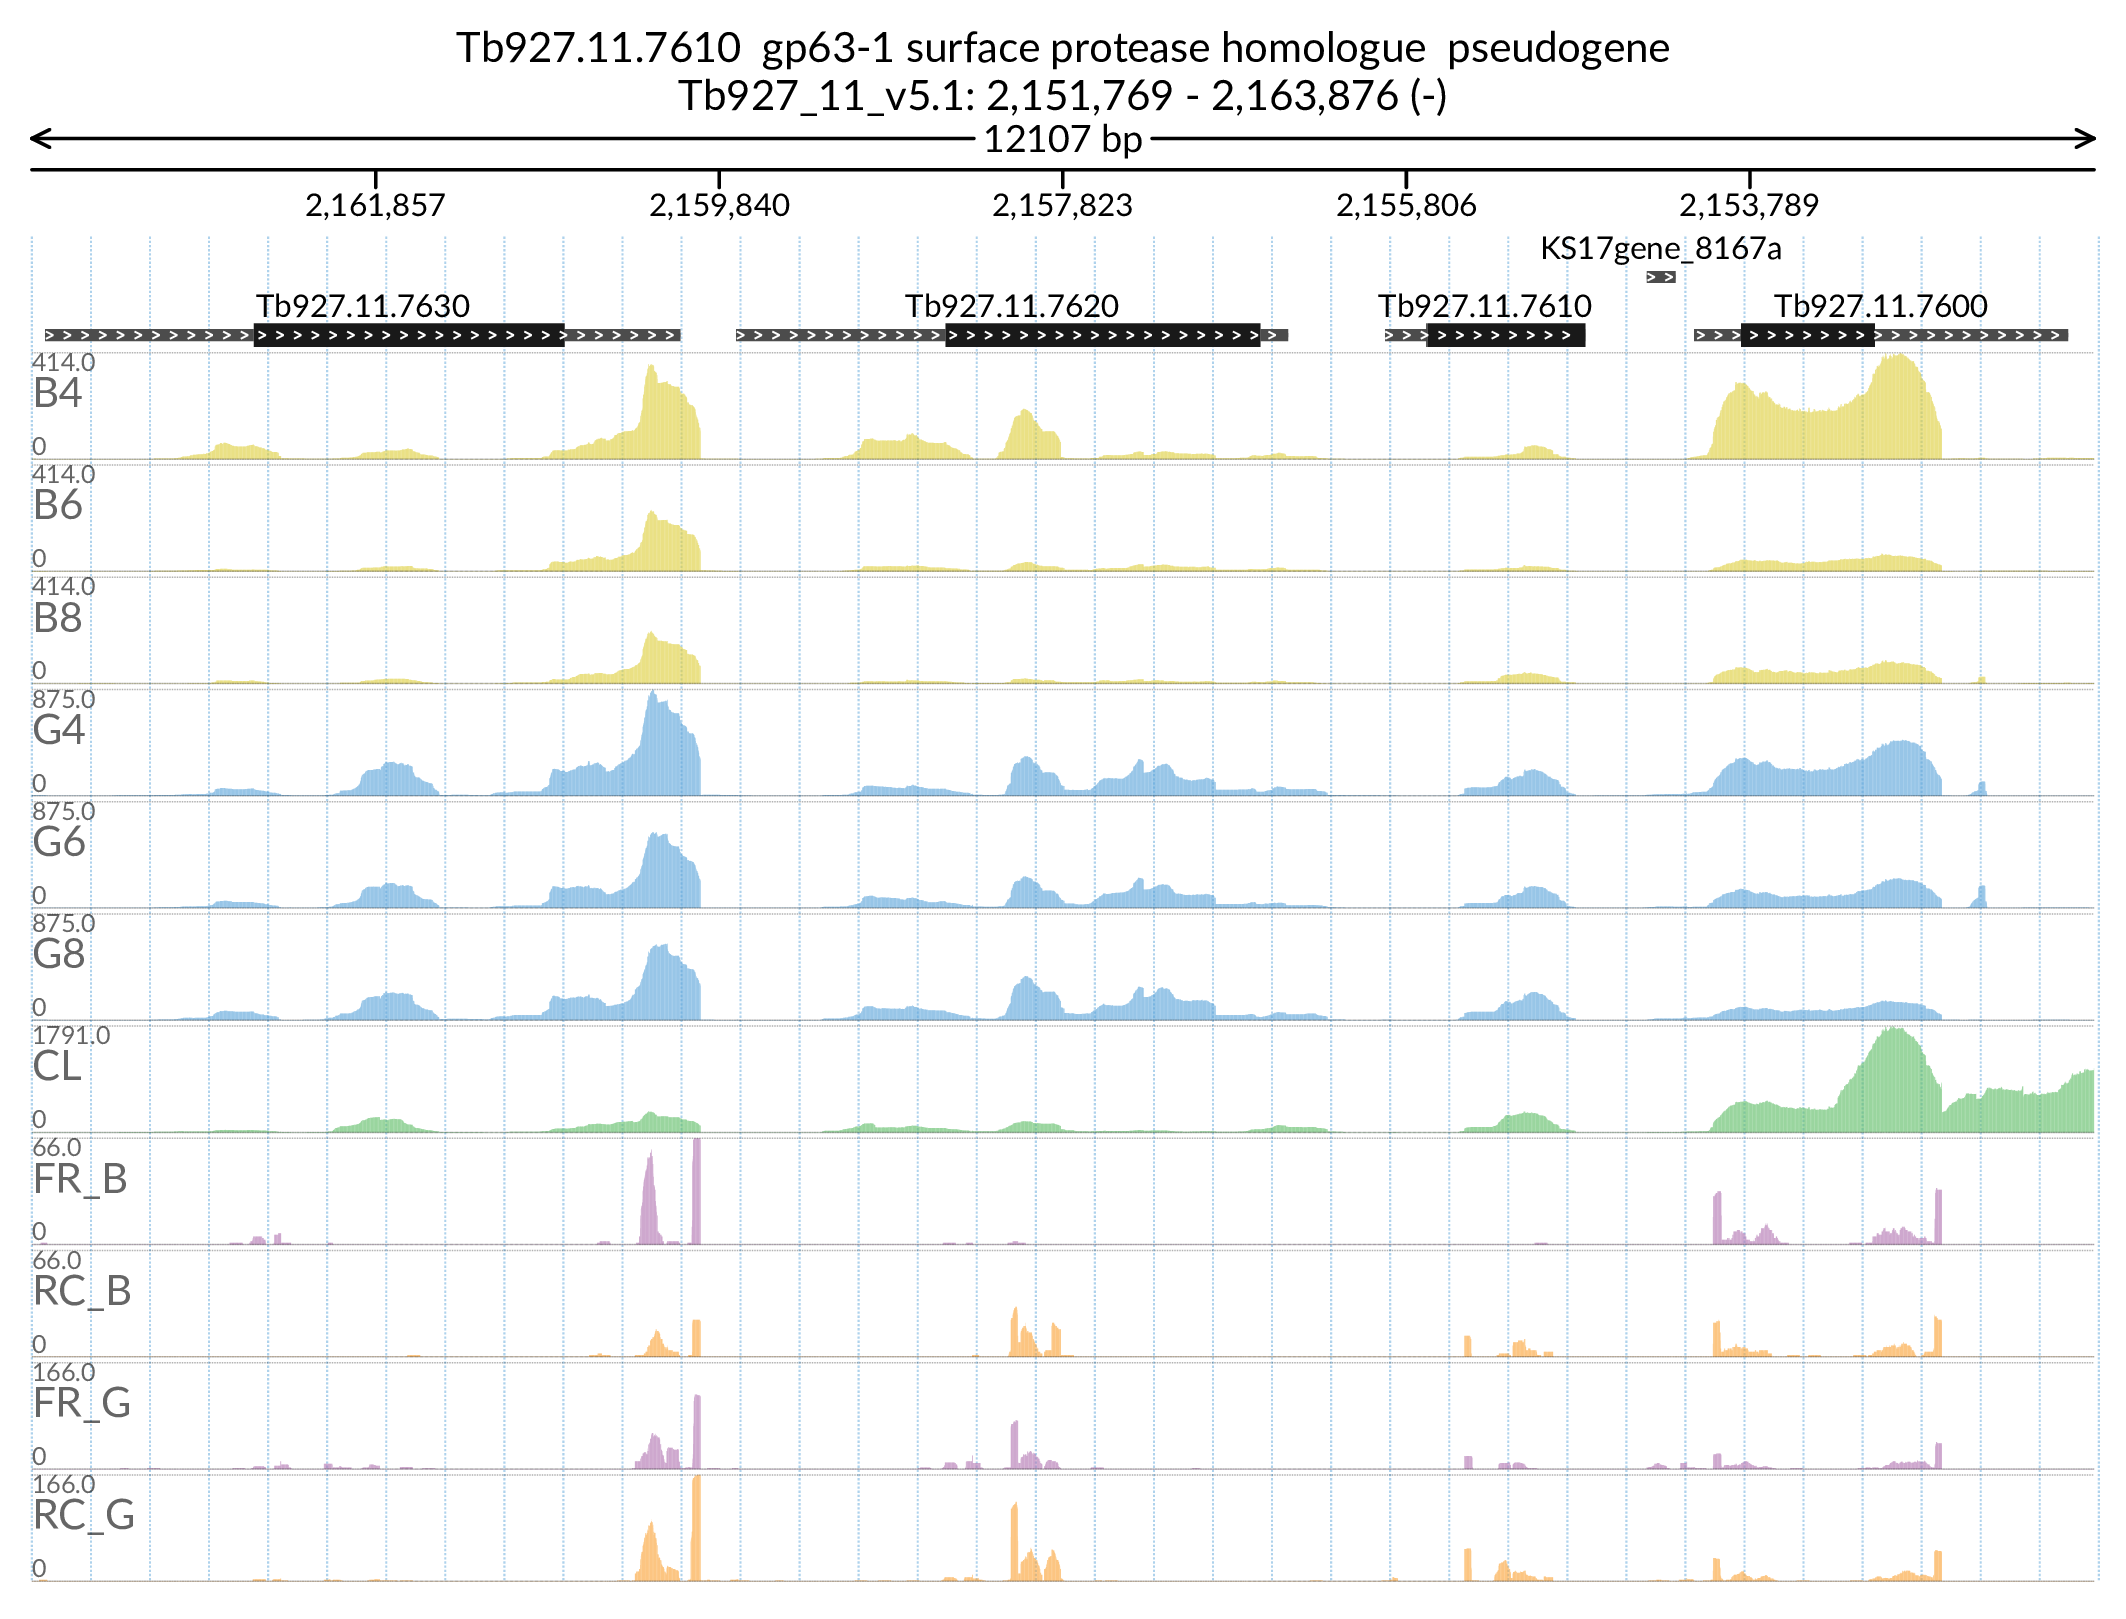 Tb927.11.7610 gp63-1 surface protease homologue pseudogene
Tb927_11_v5.1: 2,151,769 - 2,163,876 (-)
12107 bp
2,161,857 2,159,840 2,157,823 2,155,806 2,153,789
KS17gene_8167a
Tb927.11.7630 Tb927.11.7620 Tb927.11.7610 Tb927.11.7600
414.0
B4
0
414.0
B6
0
414.0
B8
0
875.0
G4
0
875.0
G6
0
875.0
G8
0
1791.0
CL
0
66.0
FR_B
0
66.0
RC_B
0
166.0
FR_G
0
166.0
RC_G
0